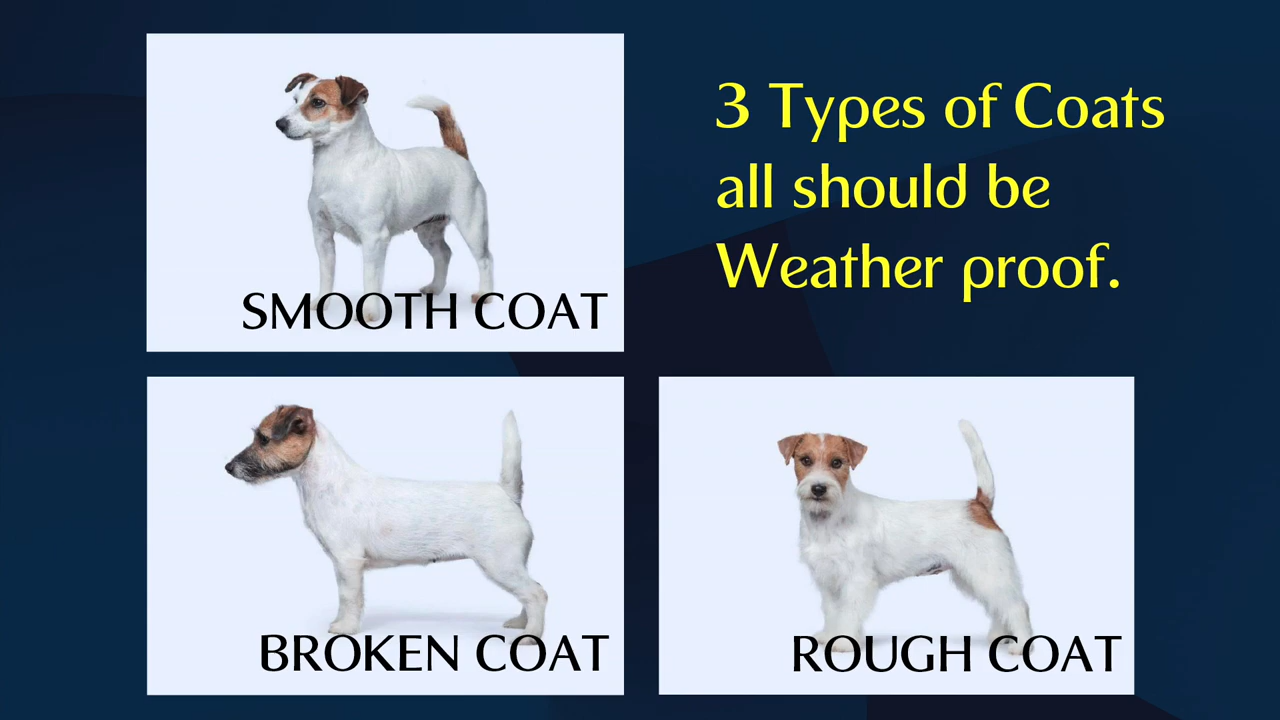 SMOOTH COAT
3 Types of Coats
all should be
Weather proof.
BROKEN COAT
ROUGH COAT